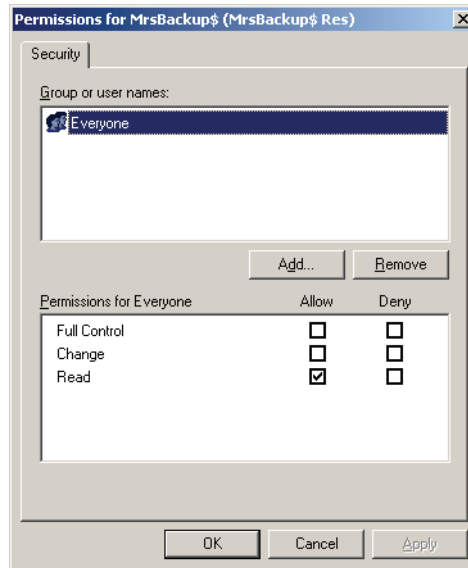 Permissions for MrsBackup$ (MrsBackup$ Res)
Security
Group or user names:
Everyone
Add... Remove
Permissions for Everyone Allow Deny
Full Control
Change
Read
OK Cancel Apply